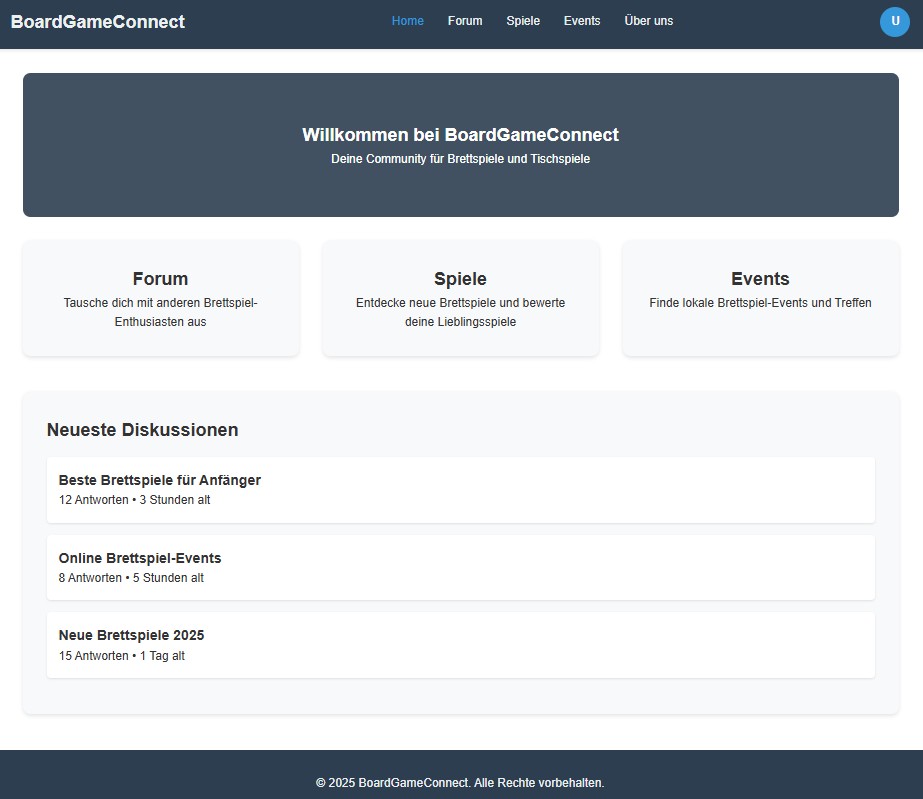 BoardGameConnect
Home Forum Spiele Events Über uns
U
Willkommen bei BoardGameConnect
Deine Community für Brettspiele und Tischspiele
Forum
Tausche dich mit anderen Brettspiel-
Enthusiasten aus
Spiele
Entdecke neue Brettspiele und bewerte
deine Lieblingsspiele
Events
Finde lokale Brettspiel-Events und Treffen
Neueste Diskussionen
Beste Brettspiele für Anfänger
12 Antworten • 3 Stunden alt
Online Brettspiel-Events
8 Antworten • 5 Stunden alt
Neue Brettspiele 2025
15 Antworten • 1 Tag alt
© 2025 BoardGameConnect. Alle Rechte vorbehalten.